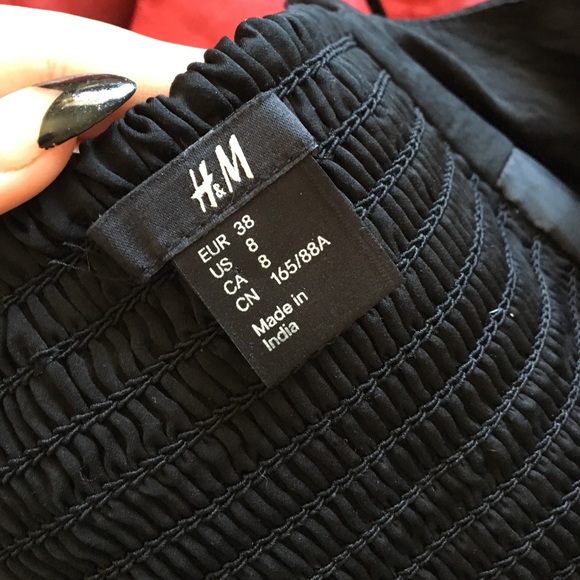 H&M
EUR 38
US 8
CA 8
CN 165/88A
Made in
India